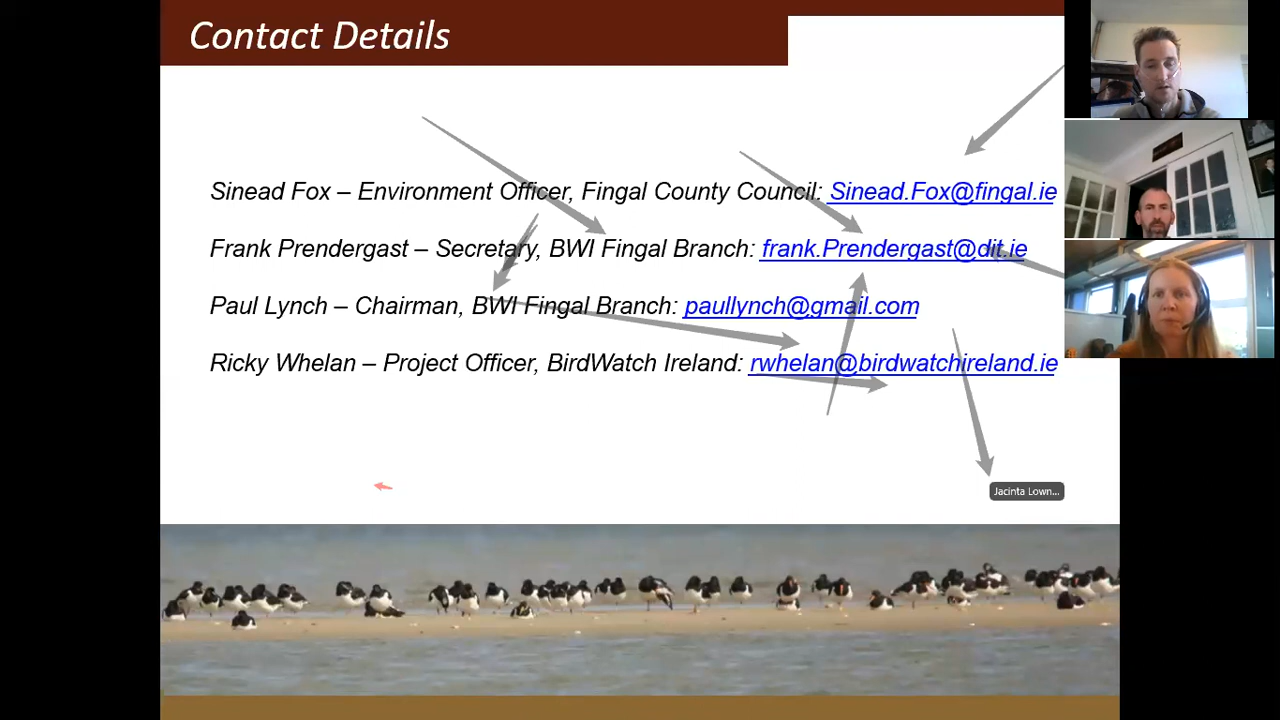 Contact Details
Sinead Fox – Environment Officer, Fingal County Council: Sinead.Fox@fingal.ie
Frank Prendergast – Secretary, BWI Fingal Branch: frank.Prendergast@dit.ie
Paul Lynch – Chairman, BWI Fingal Branch: paullynch@gmail.com
Ricky Whelan – Project Officer, BirdWatch Ireland: rwhelan@birdwatchireland.ie
Jacinta Lown...